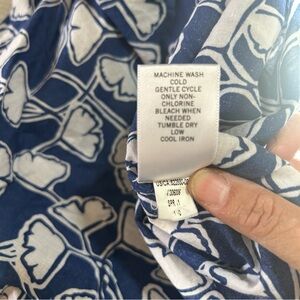 MACHINE WASH
COLD
GENTLE CYCLE
ONLY NON-
CHLORINE
BLEACH WHEN
NEEDED
TUMBLE DRY
LOW
COOL IRON